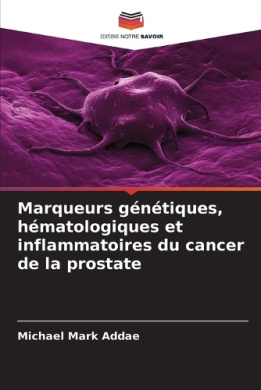 EDITIONS NOTRE SAVOIR
Marqueurs génétiques,
hématologiques et
inflammatoires du cancer
de la prostate
Michael Mark Addae